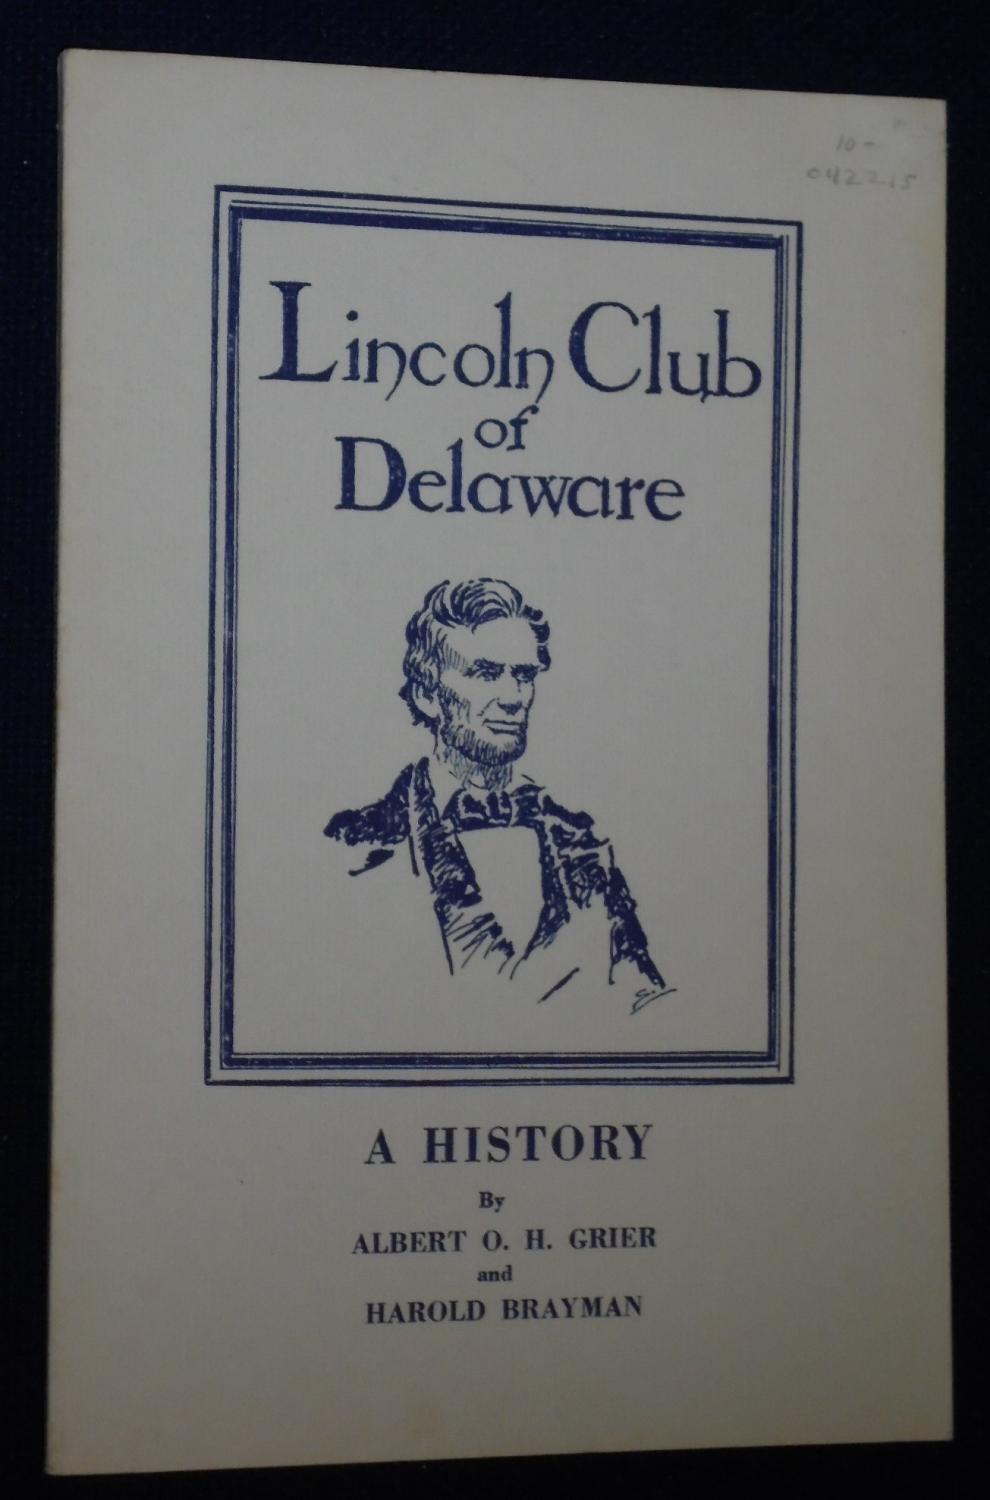 10-
042215
Lincoln Club
of
Delaware
A HISTORY
By
ALBERT O. H. GRIER
and
HAROLD BRAYMAN